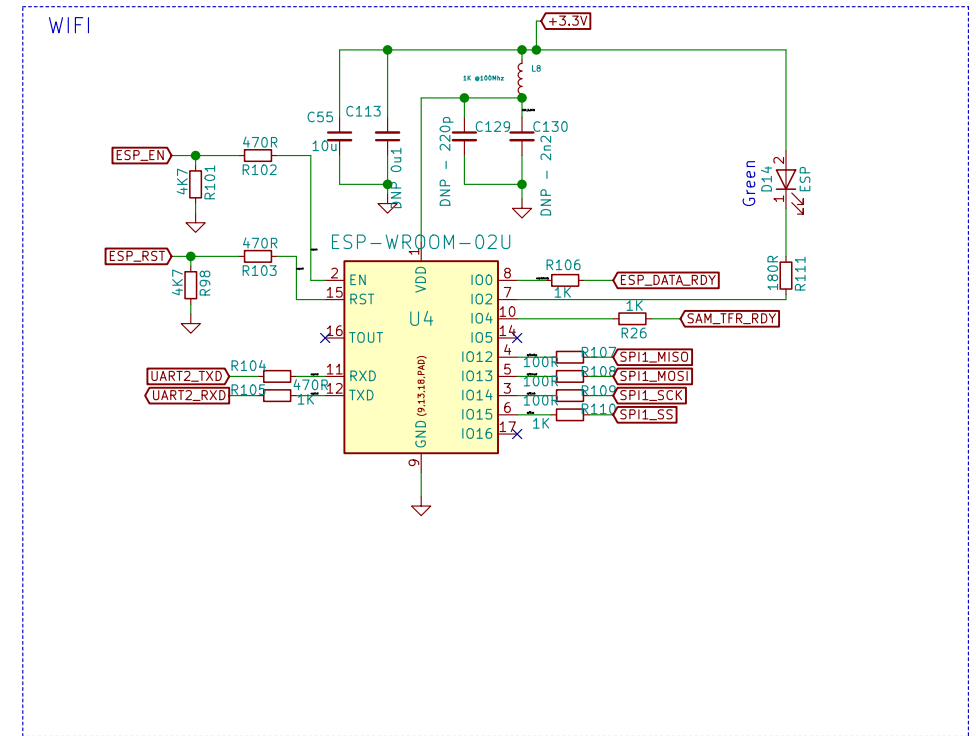 WIFI
+3.3V
L8
1K @100Mhz
C55
10u
C113
DNP 0u1
C129
DNP - 220p
C130
DNP - 2n2
ESP_EN
470R
R102
4K7
R101
ESP_RST
470R
R103
4K7
R98
Green
D14
ESP
2
1
180R
R111
ESP-WROOM-02U
U4
1
VDD
2
EN
15
RST
16
TOUT
11
RXD
12
TXD
GND (9,13,18,PAD)
9
IO0
8
IO2
7
IO4
10
IO5
14
IO12
4
IO13
5
IO14
3
IO15
6
IO16
17
R106
1K
ESP_DATA_RDY
1K
R26
SAM_TFR_RDY
R107
100R
SPI1_MISO
R108
100R
SPI1_MOSI
R109
100R
SPI1_SCK
R110
1K
SPI1_SS
UART2_TXD
R104
470R
UART2_RXD
R105
1K